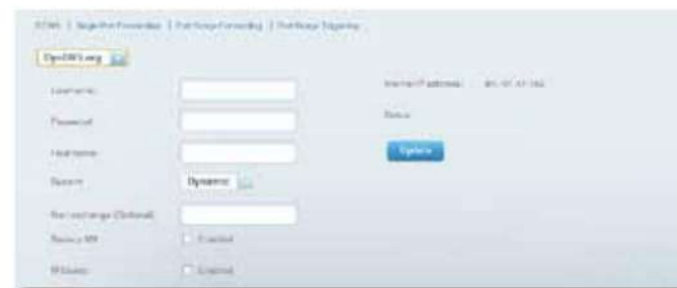 DDNS | Single Port Forwarding | Port Range Forwarding | Port Range Triggering
DynDNS.org
Username
Password
Hostname
System
Dynamic
Mail exchange (Optional)
Backup MX
Enabled
Wildcard
Enabled
Internet IP address
Status
Update